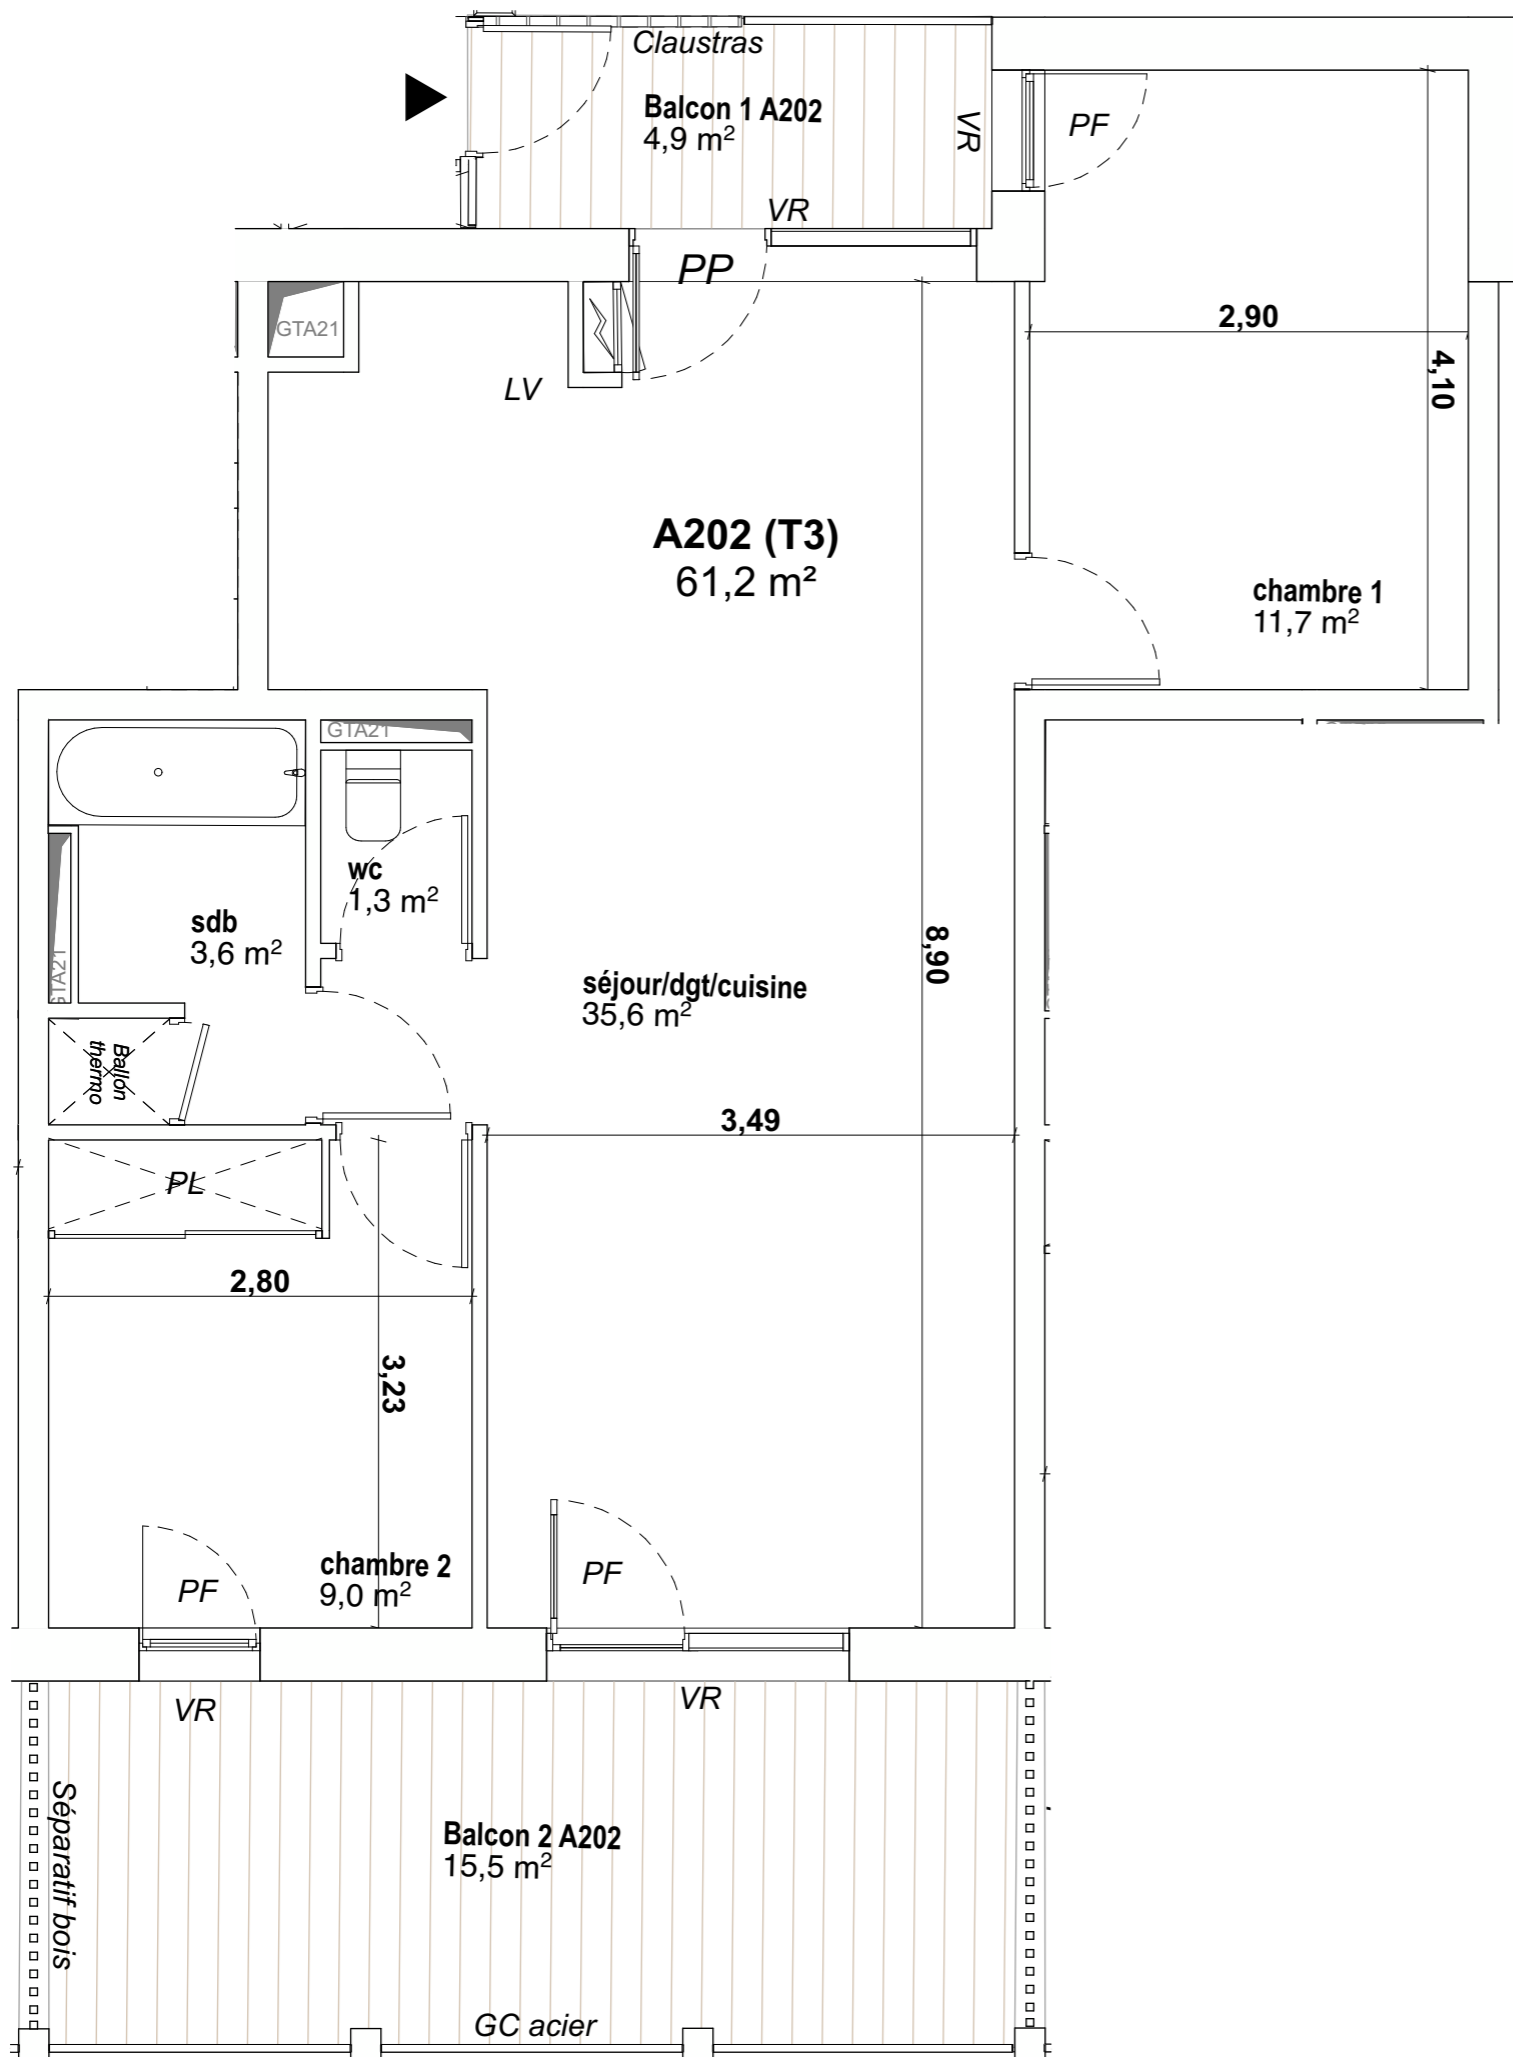 Claustras
Balcon 1 A202
4,9 m²
VR
PF
VR
PP
GTA21
LV
2,90
4,10
A202 (T3)
61,2 m²
chambre 1
11,7 m²
GTA21
wc
1,3 m²
sdb
3,6 m²
GTA21
8,90
séjour/dgt/cuisine
35,6 m²
Ballon
thermo
3,49
PL
2,80
3,23
chambre 2
9,0 m²
PF
PF
VR
VR
Séparatif bois
Balcon 2 A202
15,5 m²
GC acier